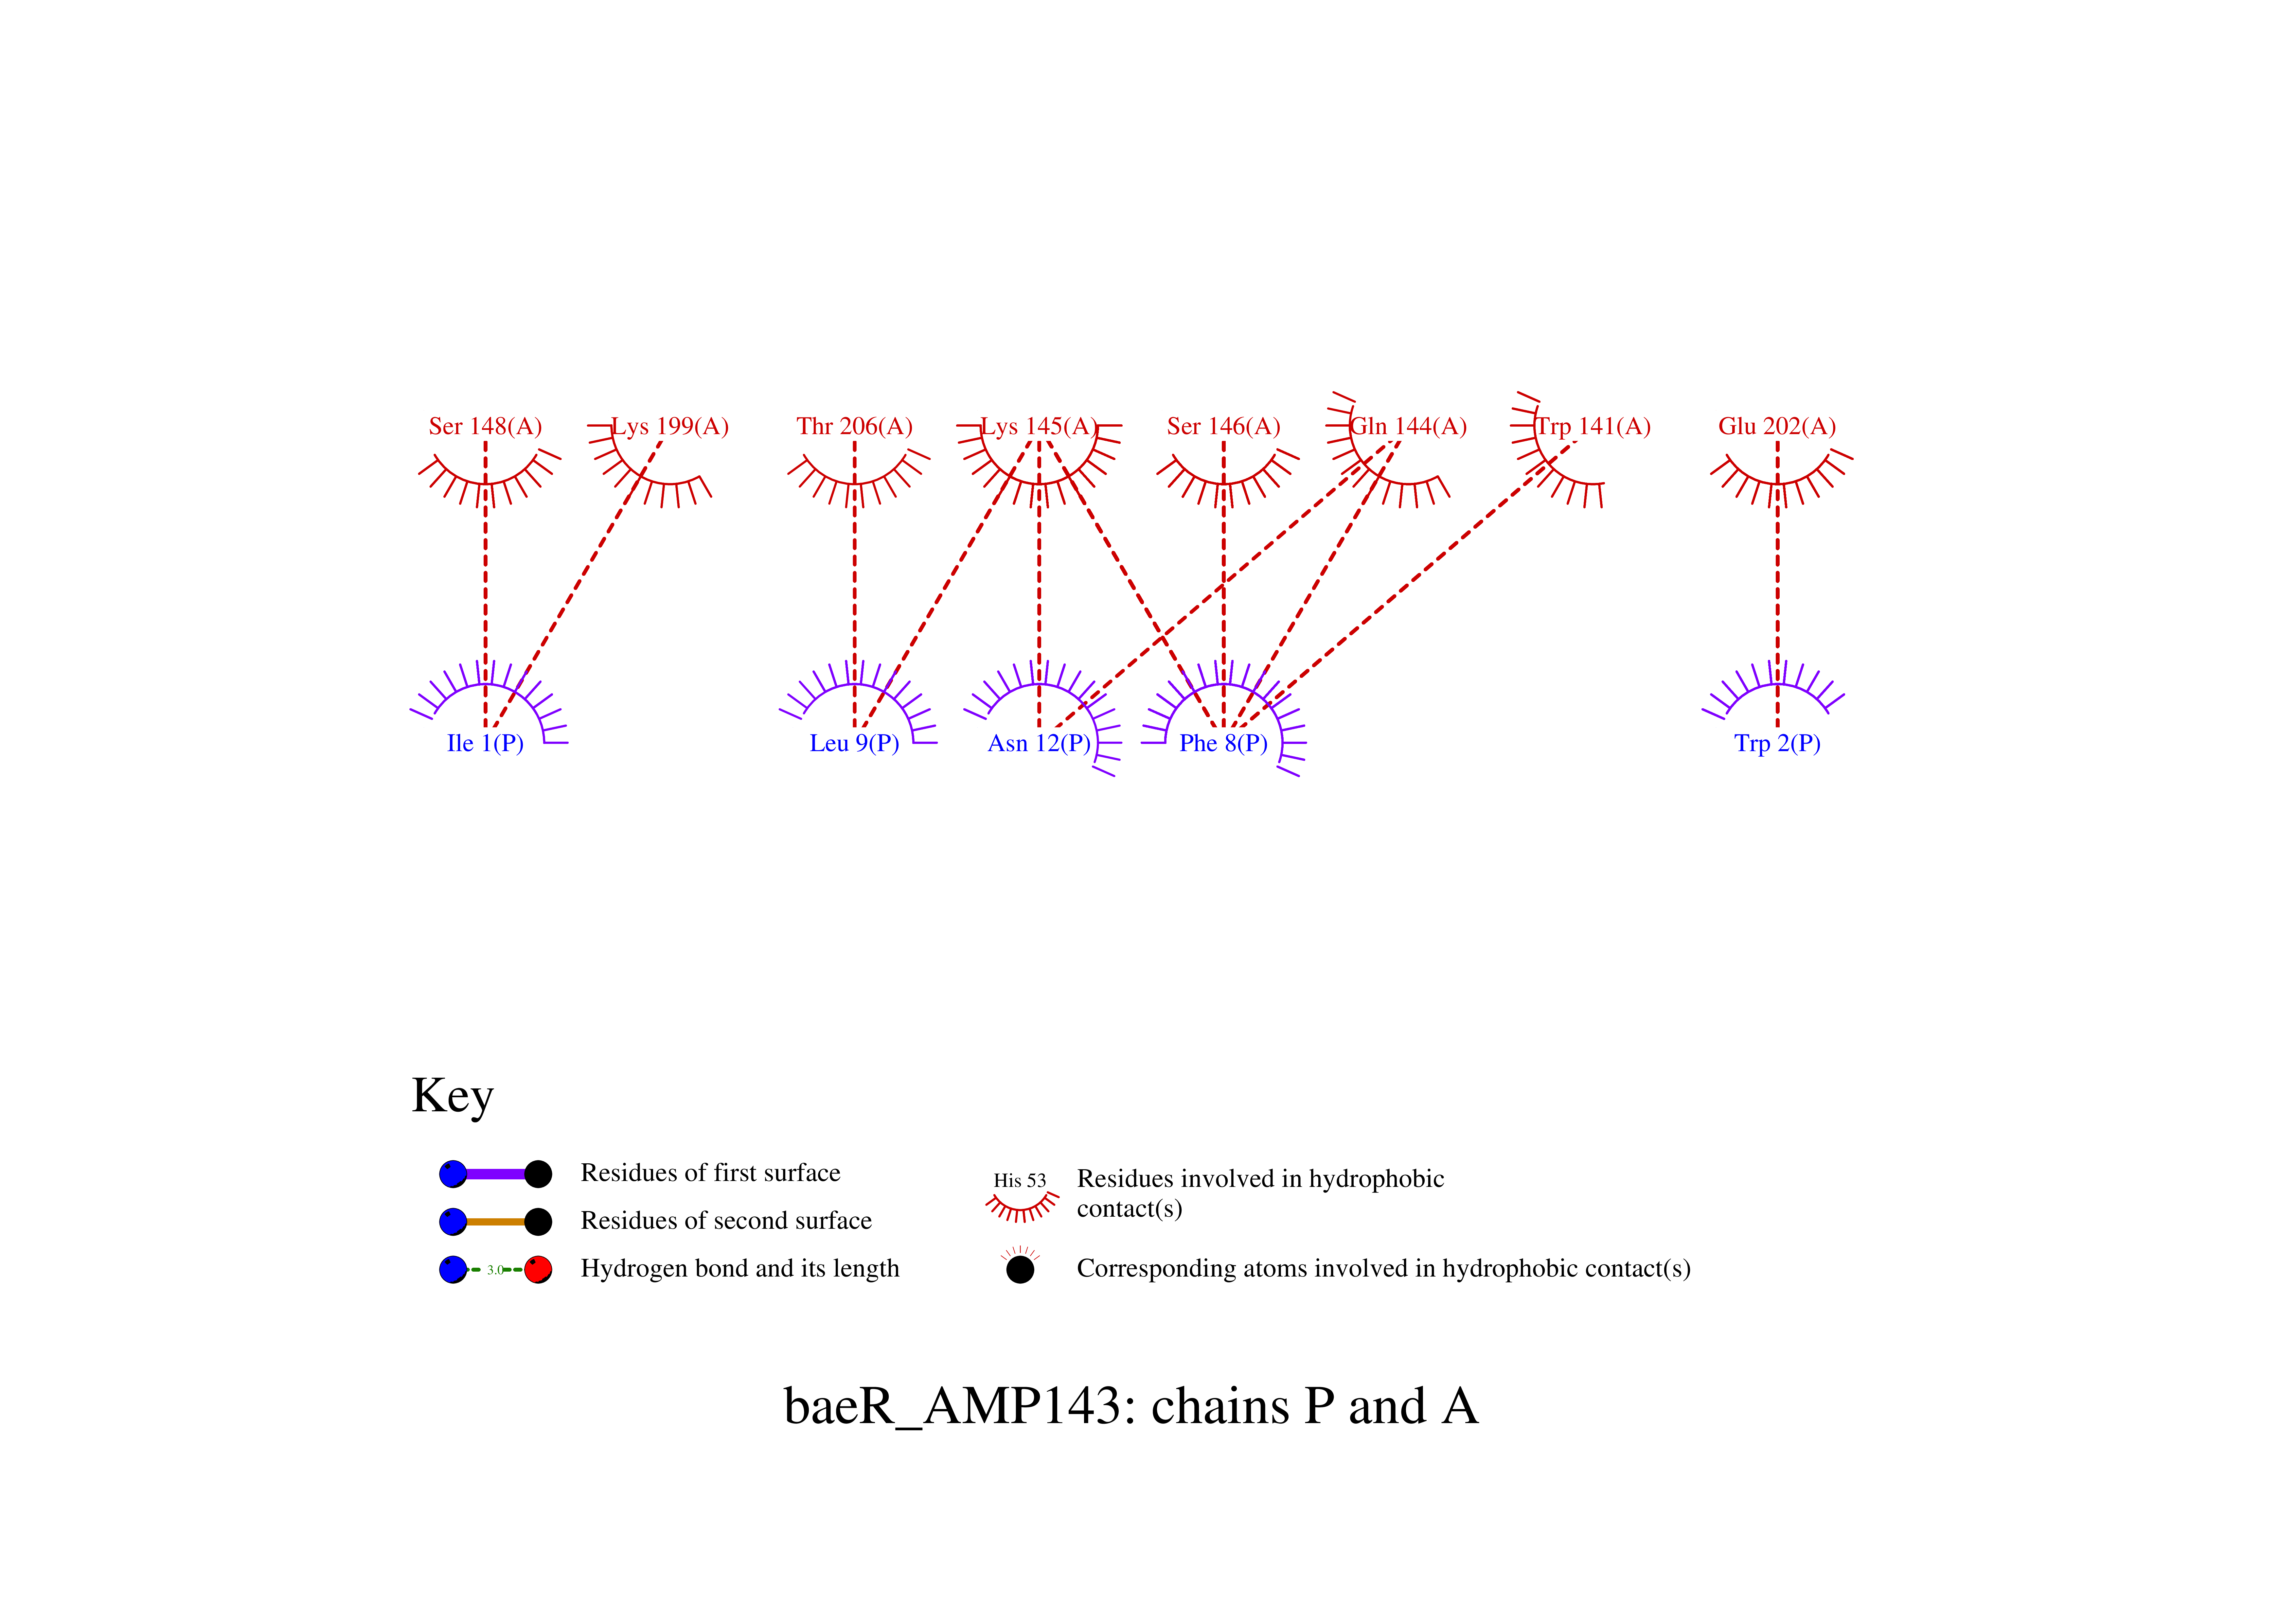 Ser 148(A) Lys 199(A) Thr 206(A) Lys 145(A) Ser 146(A) Gln 144(A) Trp 141(A) Glu 202(A)
Ile 1(P) Leu 9(P) Asn 12(P) Phe 8(P) Trp 2(P)
Key
Residues of first surface
Residues of second surface
3.0 Hydrogen bond and its length
His 53 Residues involved in hydrophobic
contact(s)
Corresponding atoms involved in hydrophobic contact(s)
baeR_AMP143: chains P and A